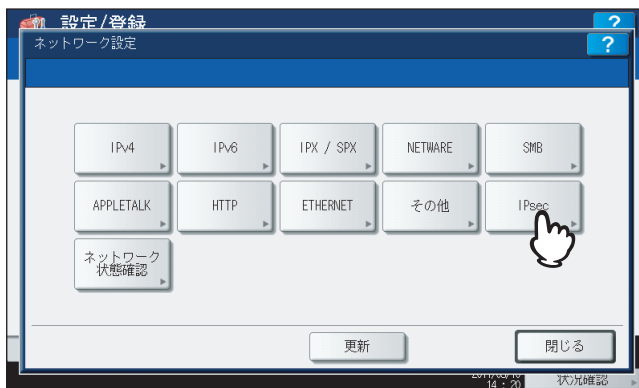 設定/登録
?
ネットワーク設定
?
IPv4
IPv6
IPX / SPX
NETWARE
SMB
APPLETALK
HTTP
ETHERNET
その他
IPsec
ネットワーク
状態確認
更新
閉じる
14 : 20
状況確認